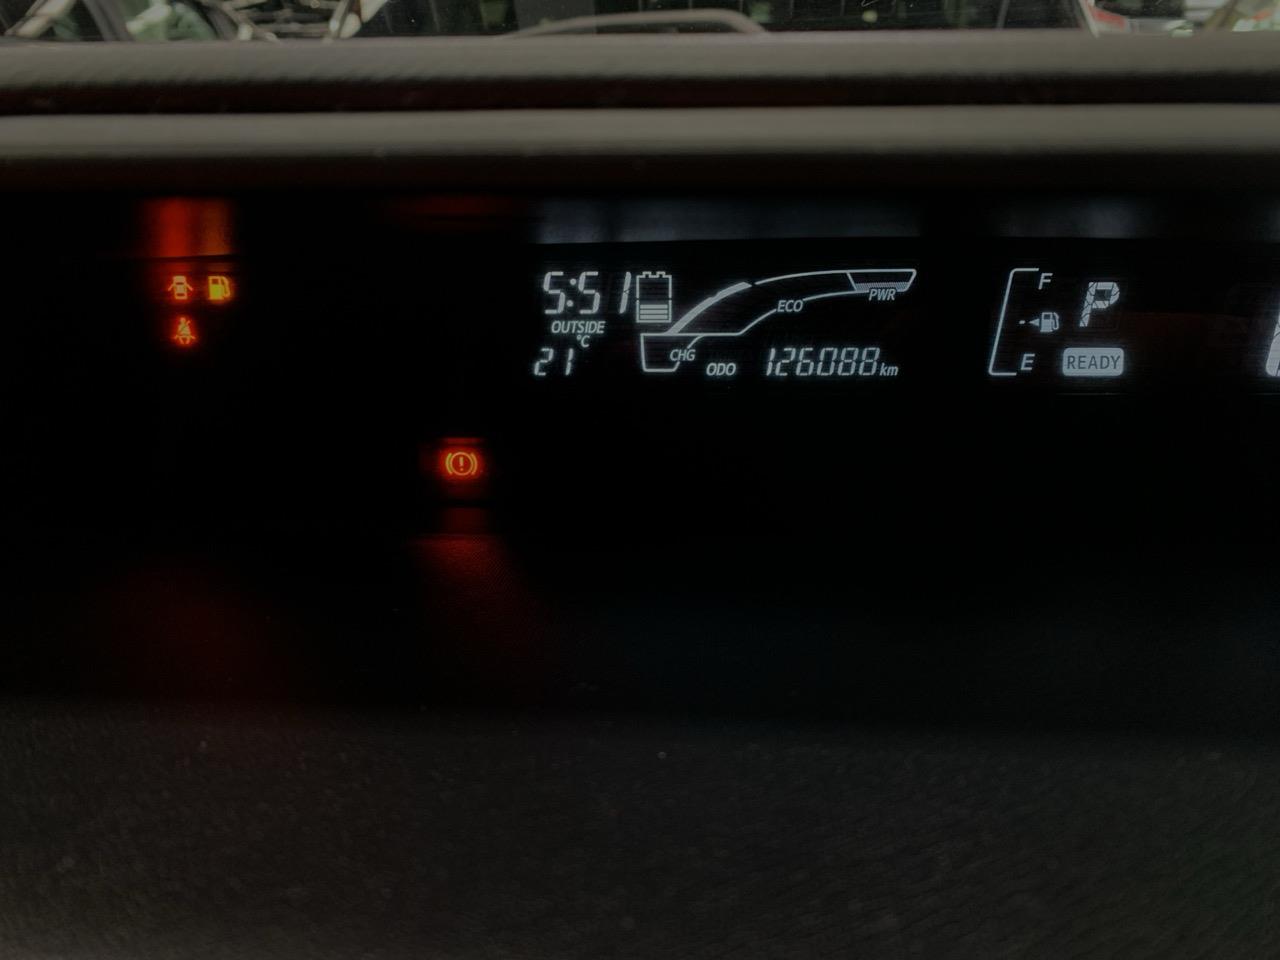 5:51
OUTSIDE
21 °C
CHG
ECO
PWR
ODO 126088 km
F
E
P
READY